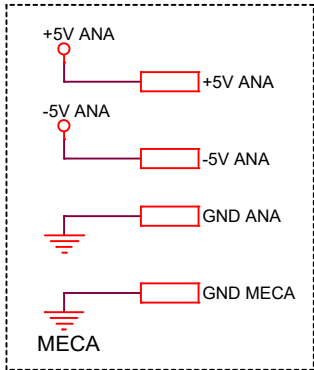 +5V ANA
+5V ANA
-5V ANA
-5V ANA
GND ANA
GND MECA
MECA